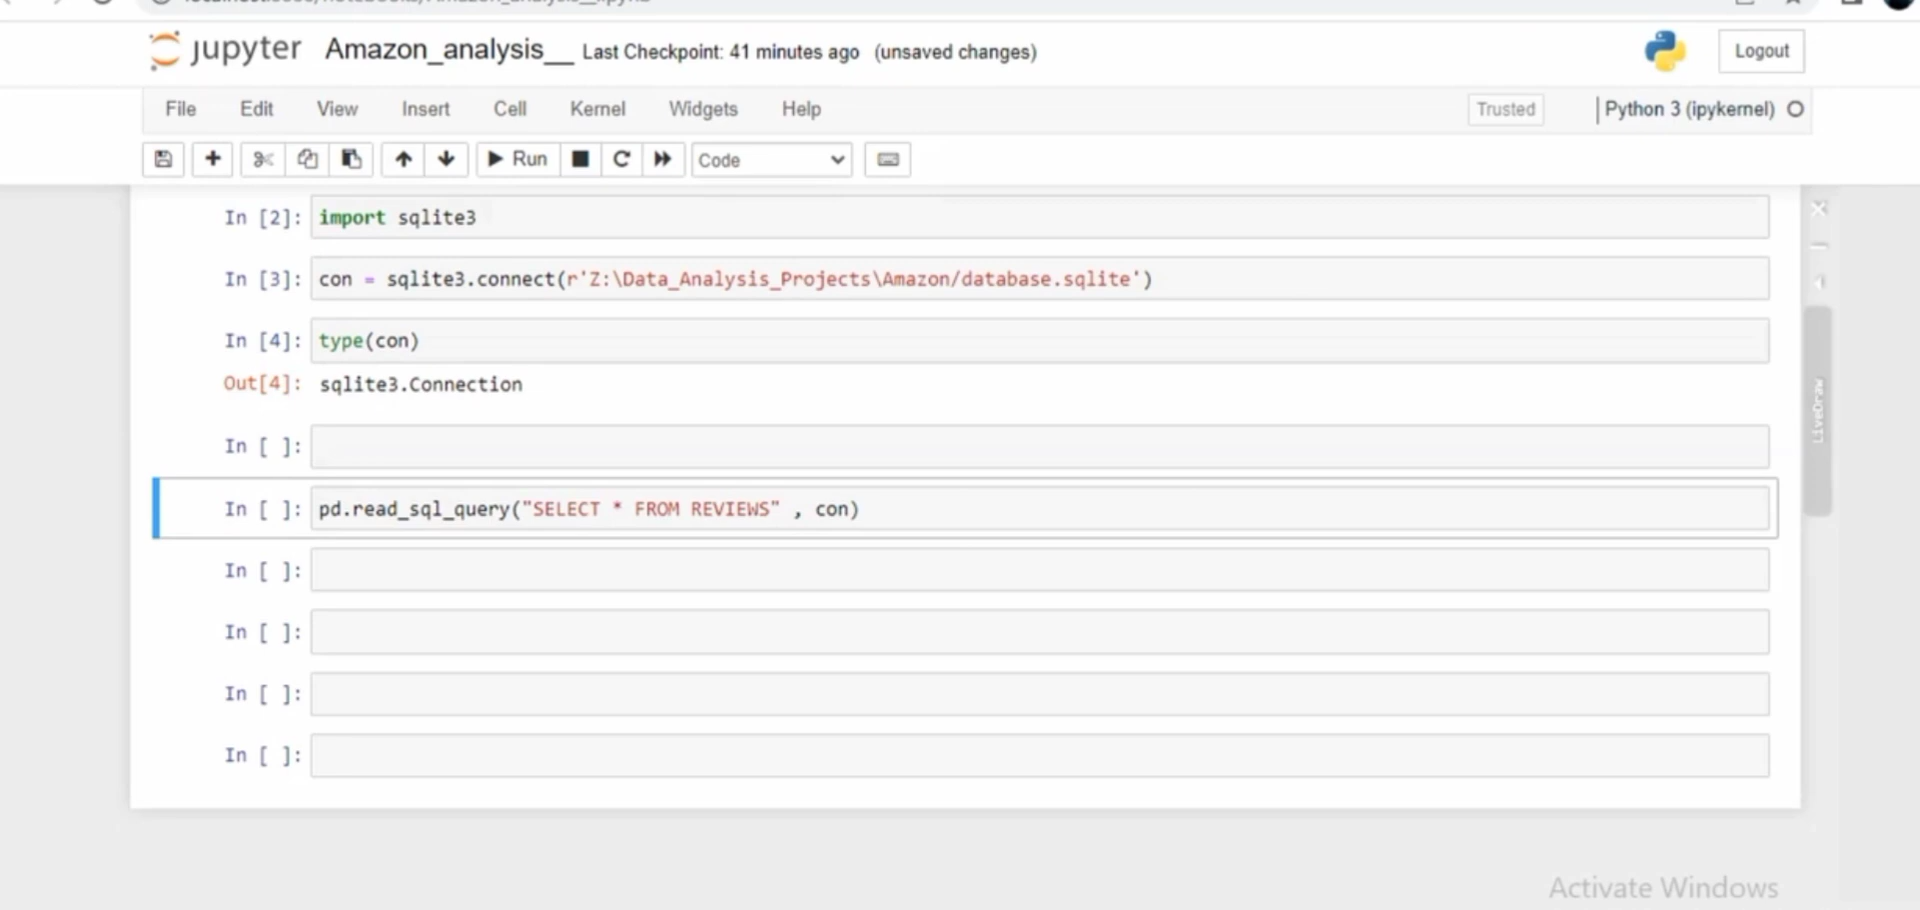 jupyter Amazon_analysis__ Last Checkpoint: 41 minutes ago (unsaved changes) Logout
File Edit View Insert Cell Kernel Widgets Help Trusted Python 3 (ipykernel)
Run Code
In [2]: import sqlite3
In [3]: con = sqlite3.connect(r'Z:\Data_Analysis_Projects\Amazon/database.sqlite')
In [4]: type(con)
Out[4]: sqlite3.Connection
In [ ]:
In [ ]: pd.read_sql_query("SELECT * FROM REVIEWS" , con)
In [ ]:
In [ ]:
In [ ]:
In [ ]:
LiveDraw
Activate Windows